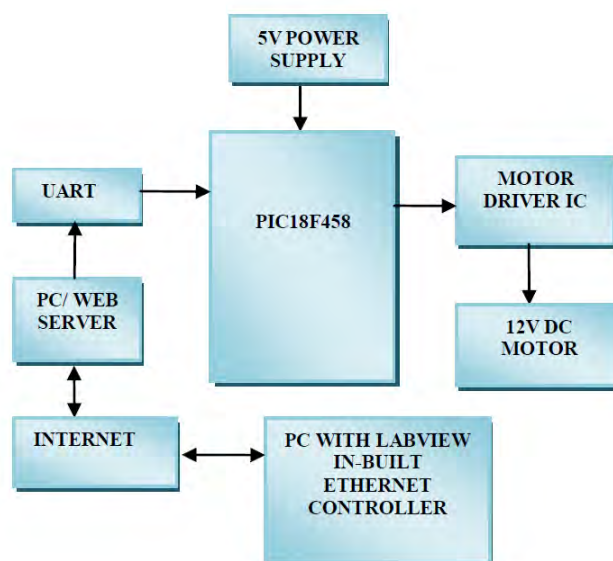 5V POWER
SUPPLY
UART
PIC18F458
MOTOR
DRIVER IC
PC/ WEB
SERVER
12V DC
MOTOR
INTERNET
PC WITH LABVIEW
IN-BUILT
ETHERNET
CONTROLLER